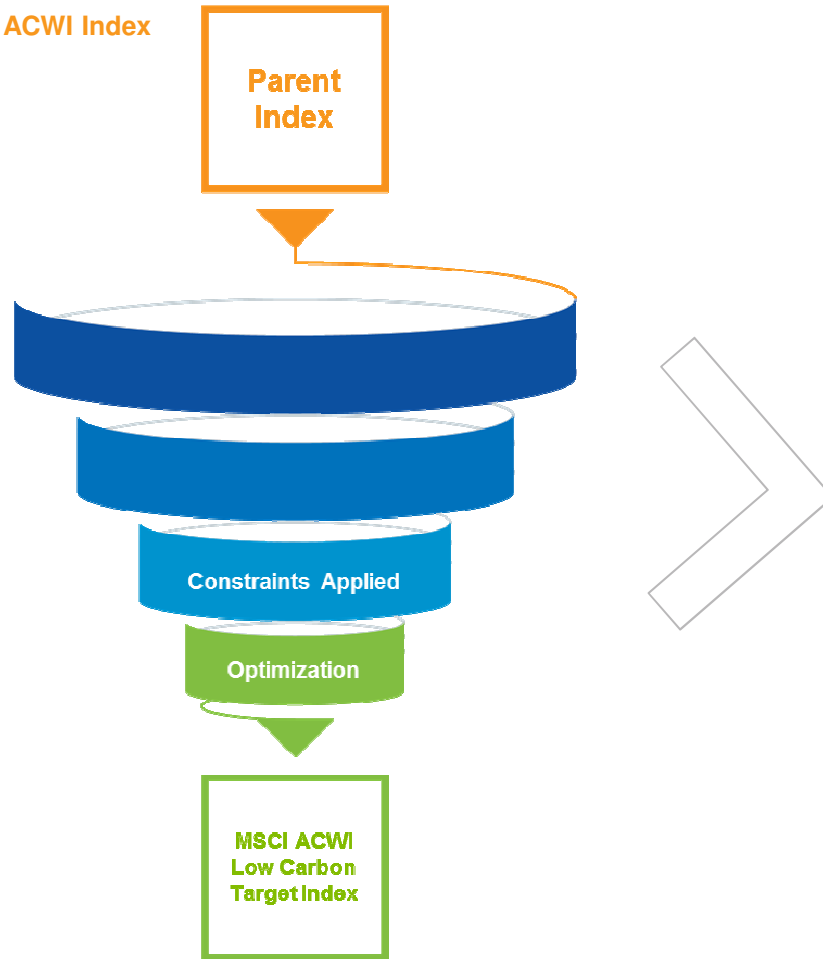 ACWI Index
Parent
Index
Constraints Applied
Optimization
MSCI ACWI
Low Carbon
Target Index